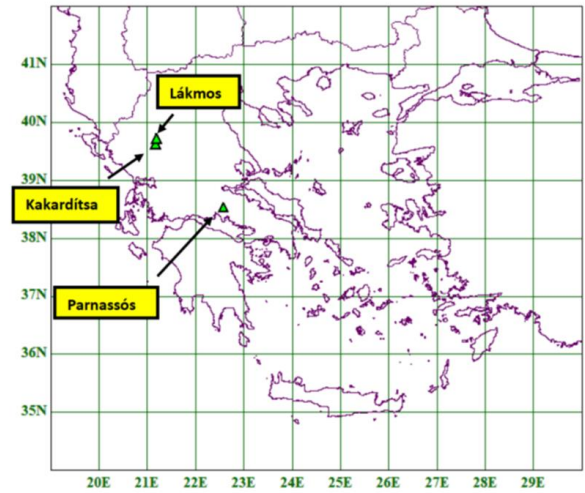 41N
Lákmos
40N
39N
Kakardítsa
38N
Parnassós
37N
36N
35N
20E 21E 22E 23E 24E 25E 26E 27E 28E 29E